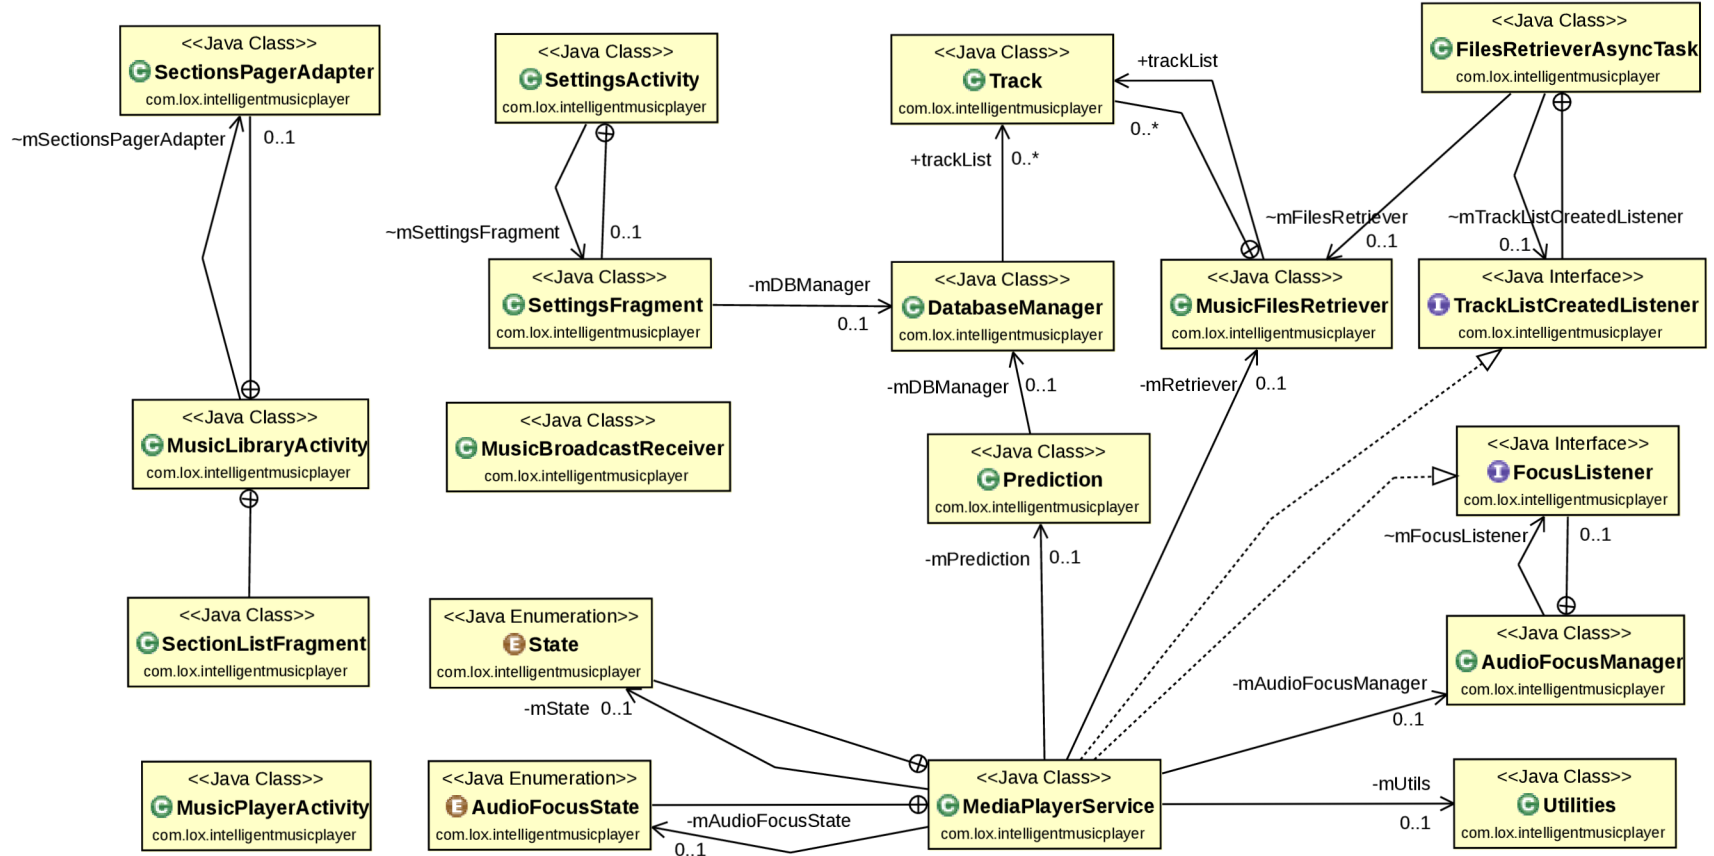 <<Java Class>>
SectionsPagerAdapter
com.lox.intelligentmusicplayer
<<Java Class>>
SettingsActivity
com.lox.intelligentmusicplayer
<<Java Class>>
Track
com.lox.intelligentmusicplayer
<<Java Class>>
FilesRetrieverAsyncTask
com.lox.intelligentmusicplayer
+trackList
0..*
~mSectionsPagerAdapter
0..1
+trackList
0..*
~mSettingsFragment
0..1
~mFilesRetriever
0..1
~mTrackListCreatedListener
0..1
<<Java Class>>
SettingsFragment
com.lox.intelligentmusicplayer
-mDBManager
0..1
<<Java Class>>
DatabaseManager
com.lox.intelligentmusicplayer
<<Java Class>>
MusicFilesRetriever
com.lox.intelligentmusicplayer
<<Java Interface>>
TrackListCreatedListener
com.lox.intelligentmusicplayer
-mDBManager
0..1
-mRetriever
0..1
<<Java Class>>
MusicLibraryActivity
com.lox.intelligentmusicplayer
<<Java Class>>
MusicBroadcastReceiver
com.lox.intelligentmusicplayer
<<Java Class>>
Prediction
com.lox.intelligentmusicplayer
<<Java Interface>>
FocusListener
com.lox.intelligentmusicplayer
~mFocusListener
0..1
-mPrediction
0..1
<<Java Class>>
SectionListFragment
com.lox.intelligentmusicplayer
<<Java Enumeration>>
State
com.lox.intelligentmusicplayer
<<Java Class>>
AudioFocusManager
com.lox.intelligentmusicplayer
-mState 0..1
-mAudioFocusManager
0..1
<<Java Class>>
MusicPlayerActivity
com.lox.intelligentmusicplayer
<<Java Enumeration>>
AudioFocusState
com.lox.intelligentmusicplayer
-mAudioFocusState
0..1
<<Java Class>>
MediaPlayerService
com.lox.intelligentmusicplayer
-mUtils
0..1
<<Java Class>>
Utilities
com.lox.intelligentmusicplayer